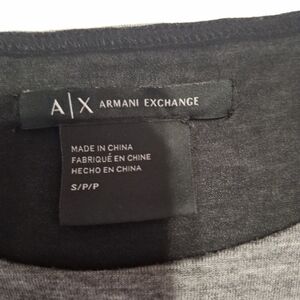 A|X ARMANI EXCHANGE
MADE IN CHINA
FABRIQUÉ EN CHINE
HECHO EN CHINA
S/P/P